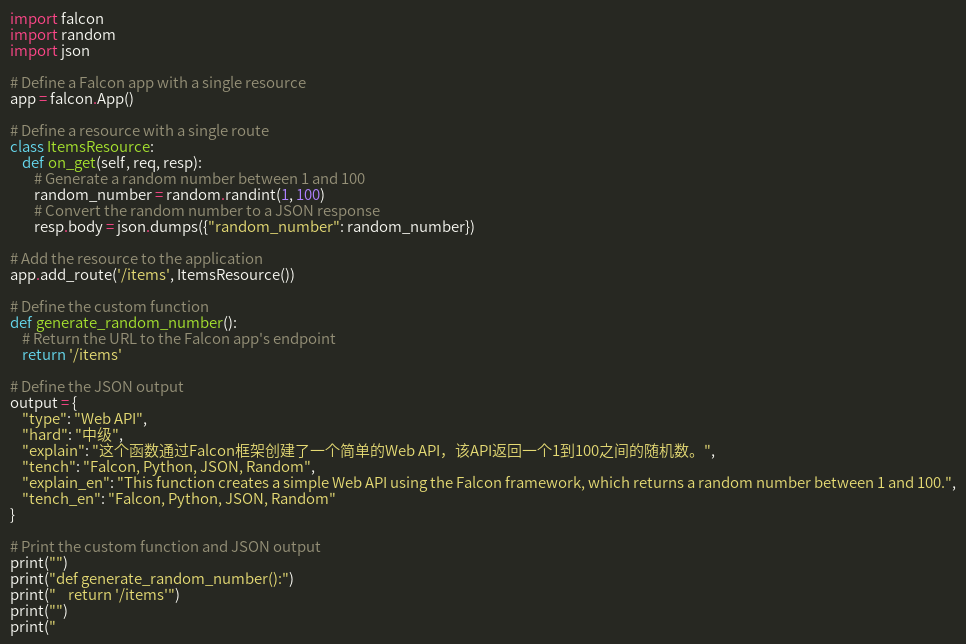 import falcon
import random
import json

# Define a Falcon app with a single resource
app = falcon.App()

# Define a resource with a single route
class ItemsResource:
    def on_get(self, req, resp):
        # Generate a random number between 1 and 100
        random_number = random.randint(1, 100)
        # Convert the random number to a JSON response
        resp.body = json.dumps({"random_number": random_number})

# Add the resource to the application
app.add_route('/items', ItemsResource())

# Define the custom function
def generate_random_number():
    # Return the URL to the Falcon app's endpoint
    return '/items'

# Define the JSON output
output = {
    "type": "Web API",
    "hard": "中级",
    "explain": "这个函数通过Falcon框架创建了一个简单的Web API，该API返回一个1到100之间的随机数。",
    "tench": "Falcon, Python, JSON, Random",
    "explain_en": "This function creates a simple Web API using the Falcon framework, which returns a random number between 1 and 100.",
    "tench_en": "Falcon, Python, JSON, Random"
}

# Print the custom function and JSON output
print("")
print("def generate_random_number():")
print("    return '/items'")
print("")
print("